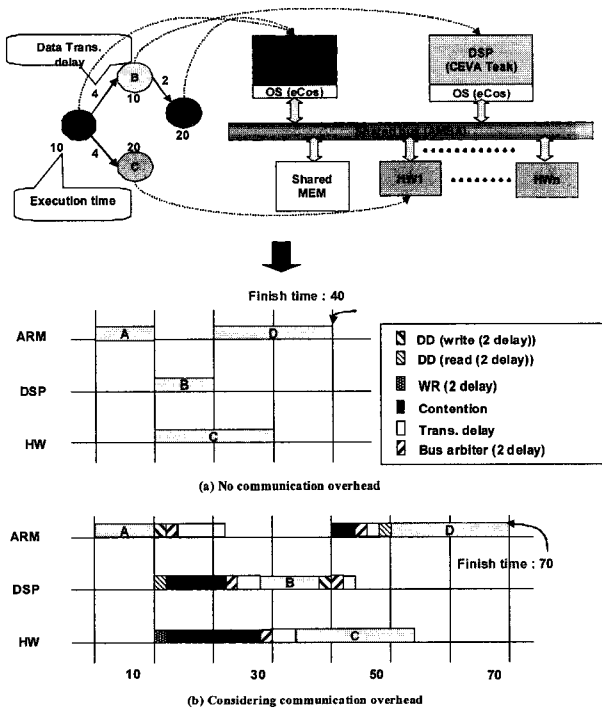 Data Trans.
delay
4
B
2
10
20
10
4
20
C
Execution time
OS (eCos)
DSP
(CEVA Teak)
OS (eCos)
Shared
MEM
HW1
HWn
Finish time : 40
ARM
A
D
DSP
B
HW
C
DD (write (2 delay))
DD (read (2 delay))
WR (2 delay)
Contention
Trans. delay
Bus arbiter (2 delay)
(a) No communication overhead
ARM
A
D
Finish time : 70
DSP
B
HW
C
10
30
50
70
(b) Considering communication overhead